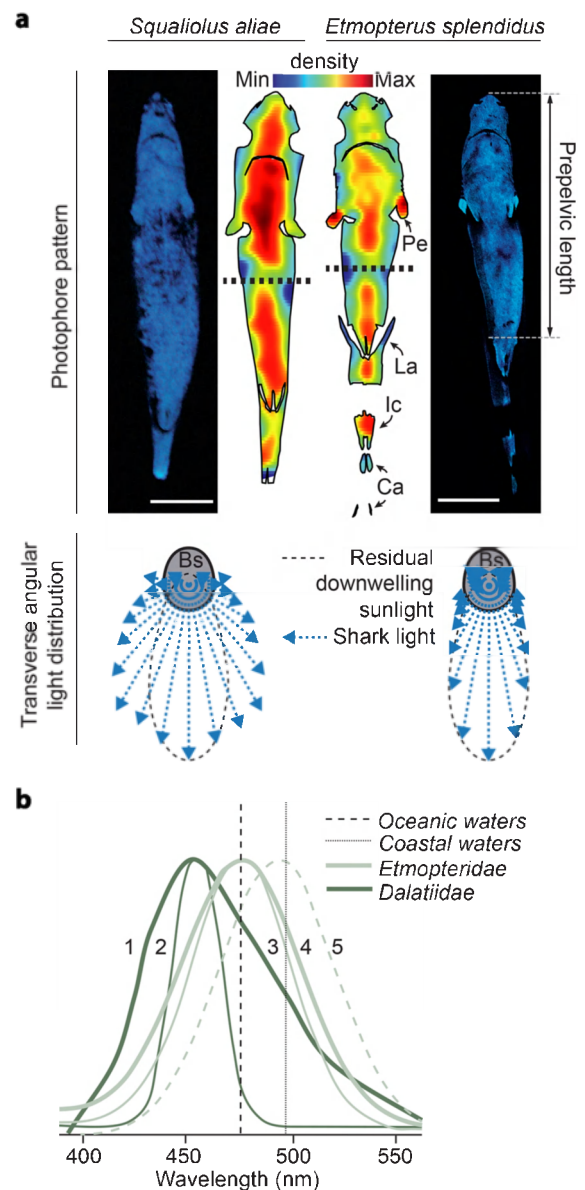 a
Squaliolus aliae
Etmopterus splendidus
density
Min
Max
Photophore pattern
Prepelvic length
Pe
La
Ic
Ca
Transverse angular
light distribution
Bs
Bs
Residual
downwelling
sunlight
Shark light
b
Oceanic waters
Coastal waters
Etmopteridae
Dalatiidae
1
2
3
4
5
400
450
500
550
Wavelength (nm)